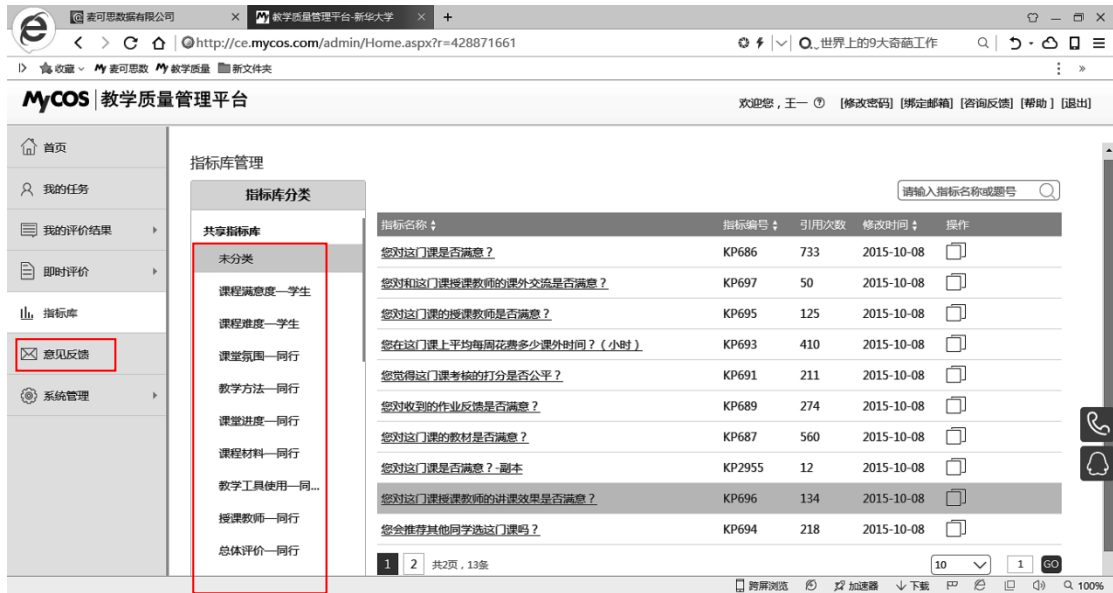 麦可思数据有限公司
教学质量管理平台-新华大学
http://ce.mycos.com/admin/Home.aspx?r=428871661
世界上的9大奇葩工作
收藏
麦可思数
教学质量
新文件夹
MyCOS 教学质量管理平台
欢迎您，王一 [修改密码] [绑定邮箱] [咨询反馈] [帮助 ] [退出]
首页
我的任务
我的评价结果
即时评价
指标库
意见反馈
系统管理
指标库管理
指标库分类
共享指标库
未分类
课程满意度—学生
课程难度—学生
课堂氛围—同行
教学方法—同行
课堂进度—同行
课程材料—同行
教学工具使用—同...
授课教师—同行
总体评价—同行
请输入指标名称或题号
指标名称 指标编号 引用次数 修改时间 操作
您对这门课是否满意？ KP686 733 2015-10-08
您对和这门课授课教师的课外交流是否满意？ KP697 50 2015-10-08
您对这门课的授课教师是否满意？ KP695 125 2015-10-08
您在这门课上平均每周花费多少课外时间？（小时） KP693 410 2015-10-08
您觉得这门课考核的打分是否公平？ KP691 211 2015-10-08
您对收到的作业反馈是否满意？ KP689 274 2015-10-08
您对这门课的教材是否满意？ KP687 560 2015-10-08
您对这门课是否满意？-副本 KP2955 12 2015-10-08
您对这门课授课教师的讲课效果是否满意？ KP696 134 2015-10-08
您会推荐其他同学选这门课吗？ KP694 218 2015-10-08
1 2 共2页，13条 10 1 GO
跨屏浏览 加速器 下载 100%